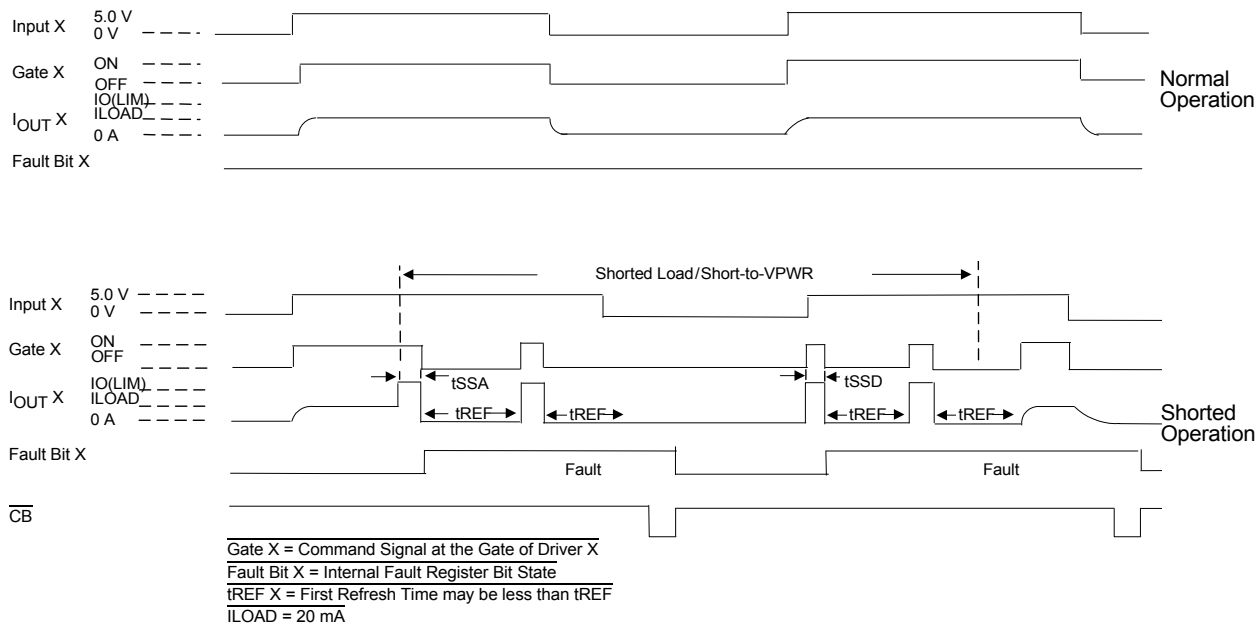 Input X 5.0 V
0 V
Gate X ON
OFF
IO(LIM)
IOUT X ILOAD
0 A
Fault Bit X
Normal
Operation
Shorted Load/Short-to-VPWR
Input X 5.0 V
0 V
Gate X ON
OFF
IO(LIM)
IOUT X ILOAD
0 A
tSSA
tSSD
tREF
tREF
tREF
tREF
Shorted
Operation
Fault Bit X
Fault
Fault
CB
Gate X = Command Signal at the Gate of Driver X
Fault Bit X = Internal Fault Register Bit State
tREF X = First Refresh Time may be less than tREF
ILOAD = 20 mA